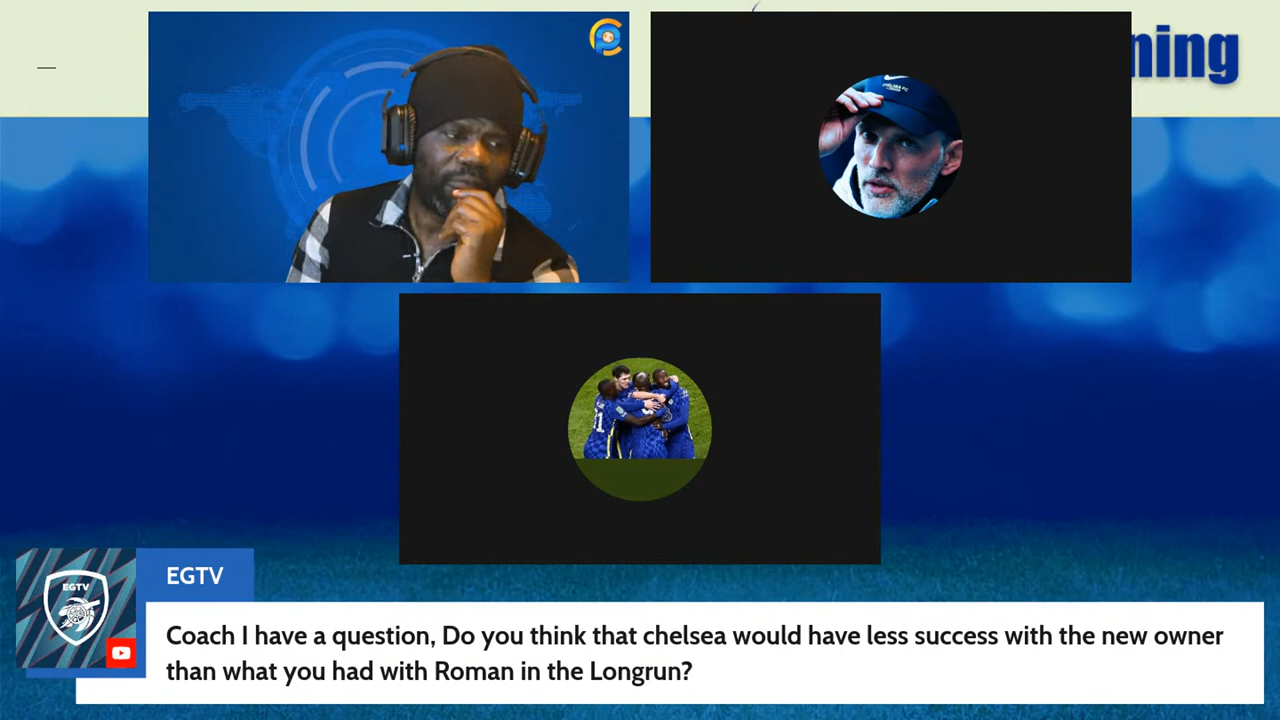 ning
EGTV
EGTV
Coach I have a question, Do you think that chelsea would have less success with the new owner
than what you had with Roman in the Longrun?